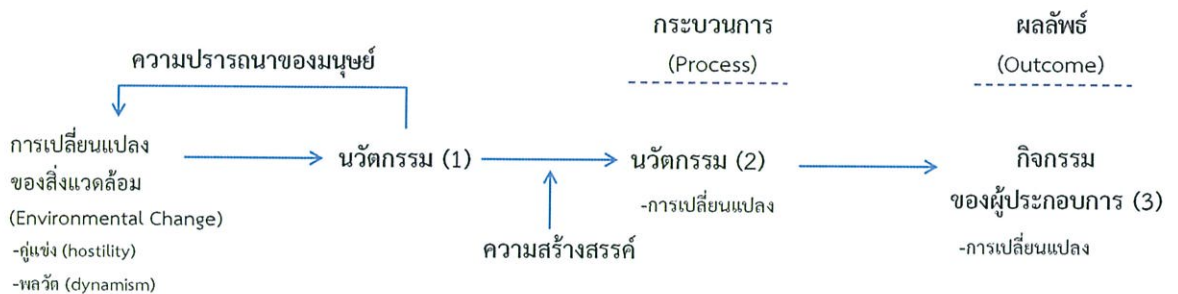 กระบวนการ
(Process)
ผลลัพธ์
(Outcome)
ความปรารถนาของมนุษย์
การเปลี่ยนแปลง
ของสิ่งแวดล้อม
(Environmental Change)
-คู่แข่ง (hostility)
-พลวัต (dynamism)
นวัตกรรม (1)
ความสร้างสรรค์
นวัตกรรม (2)
-การเปลี่ยนแปลง
กิจกรรม
ของผู้ประกอบการ (3)
-การเปลี่ยนแปลง